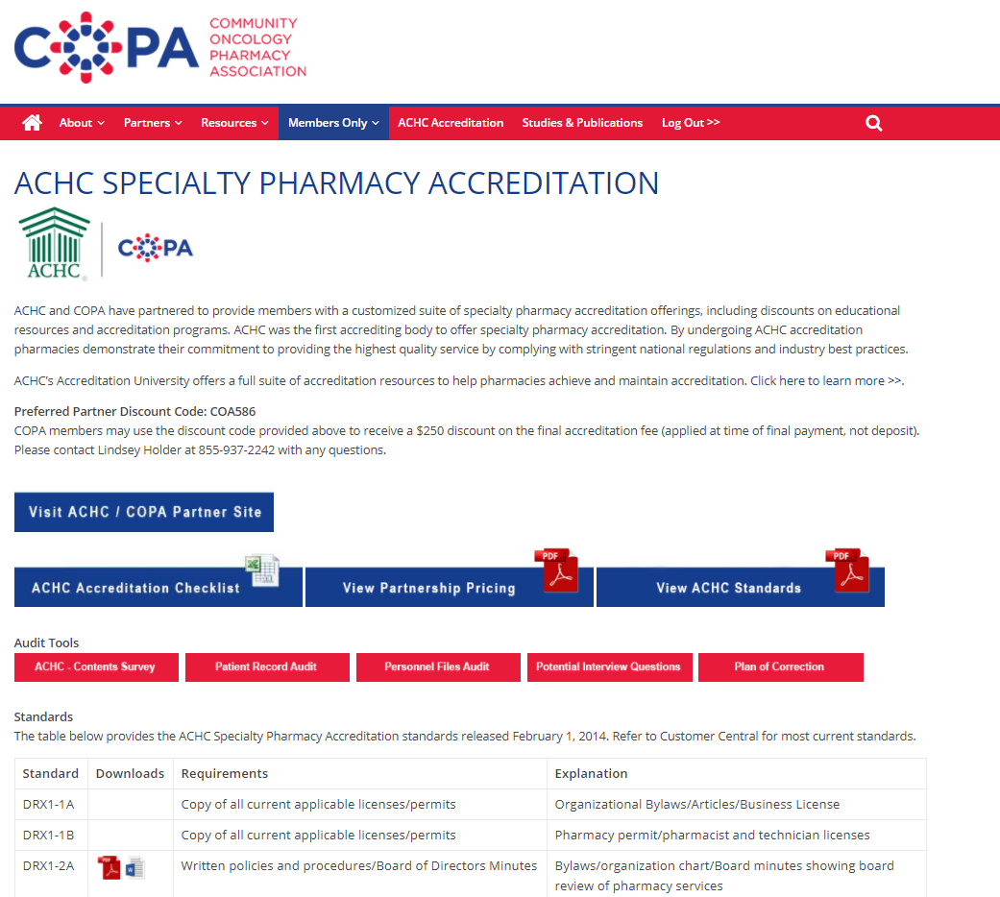 COPA
COMMUNITY
ONCOLOGY
PHARMACY
ASSOCIATION
About Partners Resources Members Only ACHC Accreditation Studies & Publications Log Out >>
ACHC SPECIALTY PHARMACY ACCREDITATION
ACHC COPA
ACHC and COPA have partnered to provide members with a customized suite of specialty pharmacy accreditation offerings, including discounts on educational
resources and accreditation programs. ACHC was the first accrediting body to offer specialty pharmacy accreditation. By undergoing ACHC accreditation
pharmacies demonstrate their commitment to providing the highest quality service by complying with stringent national regulations and industry best practices.
ACHC's Accreditation University offers a full suite of accreditation resources to help pharmacies achieve and maintain accreditation. Click here to learn more >>.
Preferred Partner Discount Code: COA586
COPA members may use the discount code provided above to receive a $250 discount on the final accreditation fee (applied at time of final payment, not deposit).
Please contact Lindsey Holder at 855-937-2242 with any questions.
Visit ACHC / COPA Partner Site
ACHC Accreditation Checklist View Partnership Pricing PDF View ACHC Standards PDF
Audit Tools
ACHC - Contents Survey Patient Record Audit Personnel Files Audit Potential Interview Questions Plan of Correction
Standards
The table below provides the ACHC Specialty Pharmacy Accreditation standards released February 1, 2014. Refer to Customer Central for most current standards.
Standard Downloads Requirements Explanation
DRX1-1A Copy of all current applicable licenses/permits Organizational Bylaws/Articles/Business License
DRX1-1B Copy of all current applicable licenses/permits Pharmacy permit/pharmacist and technician licenses
DRX1-2A PDF W Written policies and procedures/Board of Directors Minutes Bylaws/organization chart/Board minutes showing board
review of pharmacy services